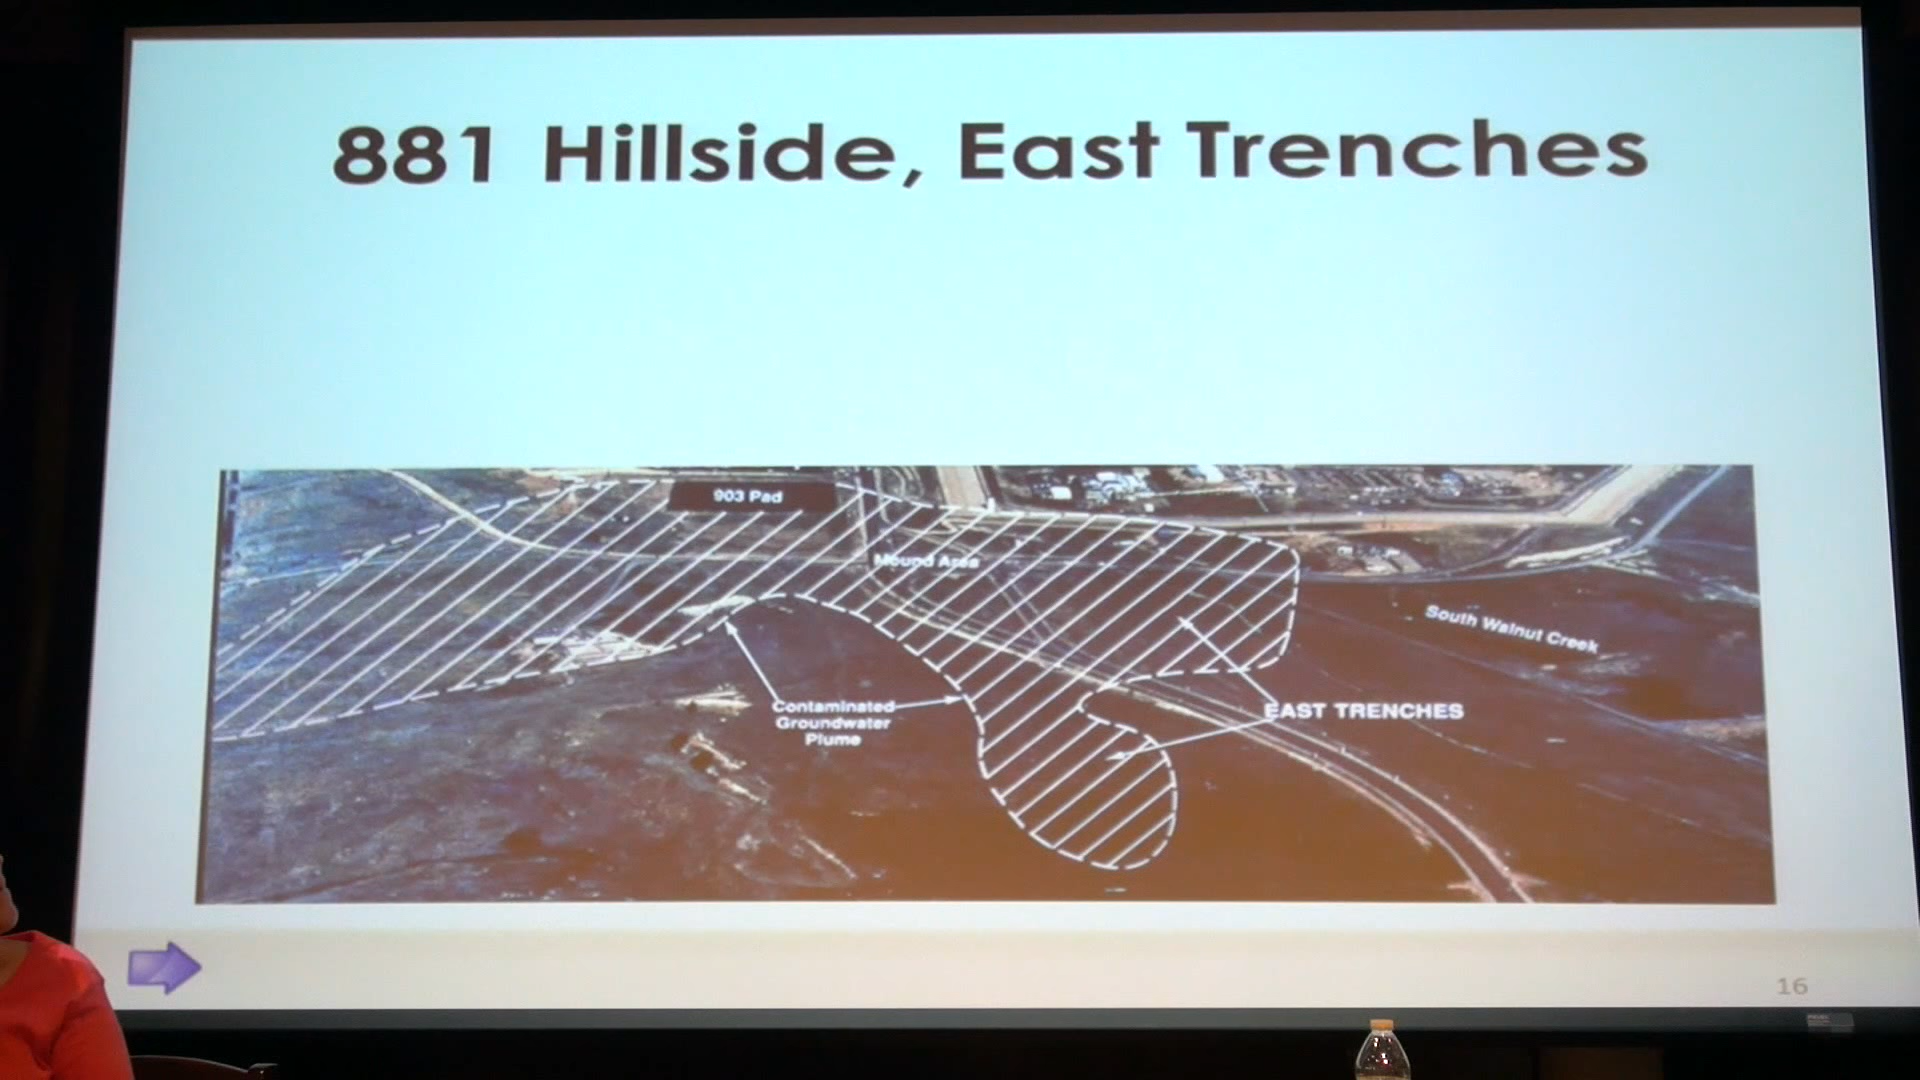 881 Hillside, East Trenches
903 Pad
Mound Area
South Walnut Creek
Contaminated
Groundwater
Plume
EAST TRENCHES
16